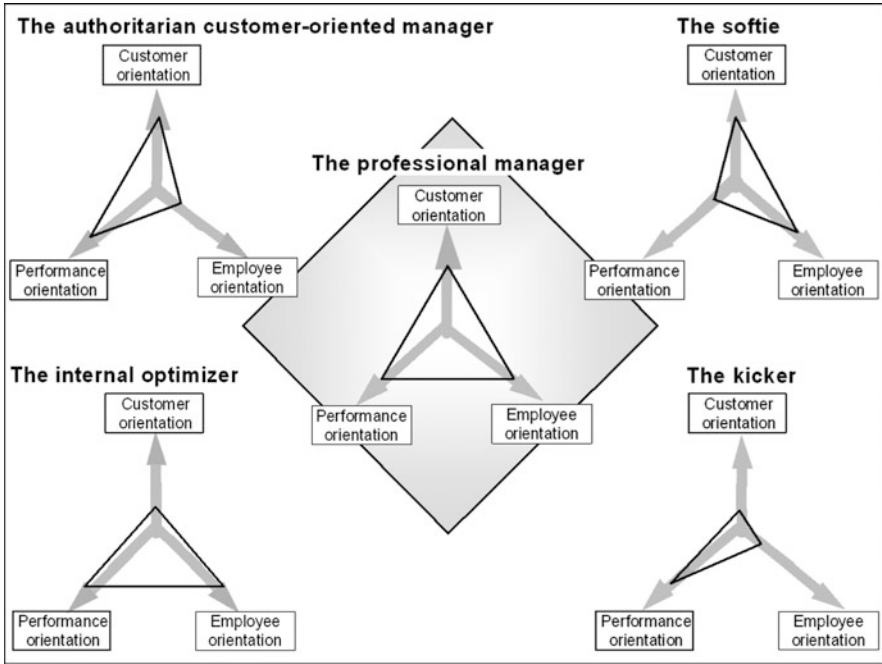 The authoritarian customer-oriented manager
Customer
orientation
Performance
orientation
Employee
orientation
The softie
Customer
orientation
Performance
orientation
Employee
orientation
The professional manager
Customer
orientation
Performance
orientation
Employee
orientation
The internal optimizer
Customer
orientation
Performance
orientation
Employee
orientation
The kicker
Customer
orientation
Performance
orientation
Employee
orientation